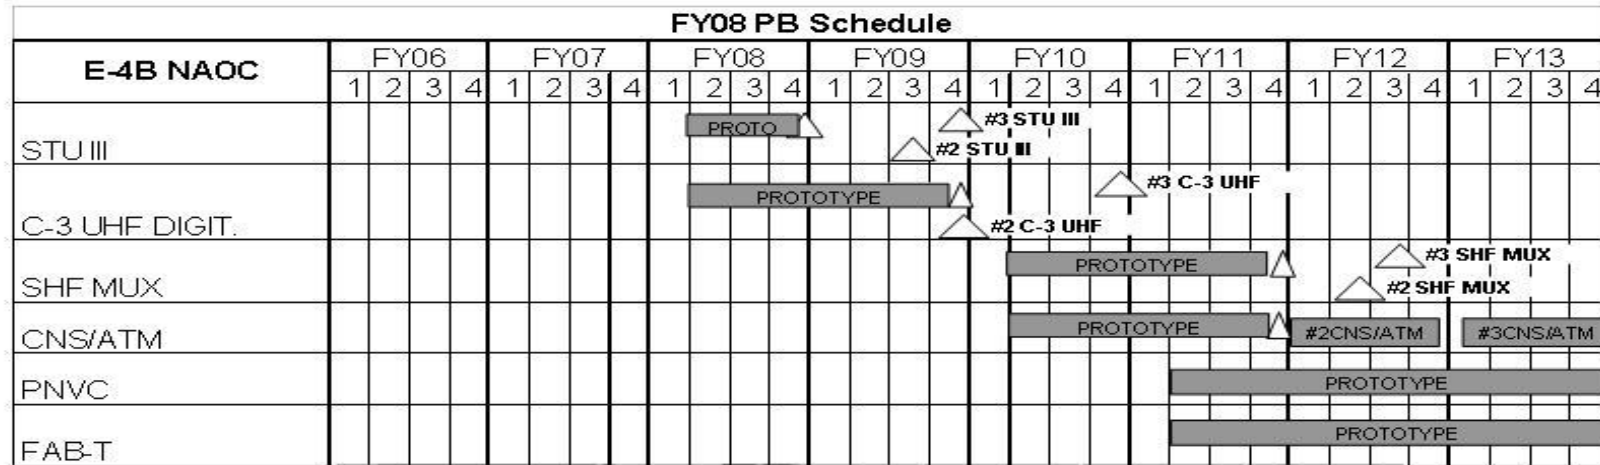 FY08 PB Schedule
E-4B NAOC FY06 FY07 FY08 FY09 FY10 FY11 FY12 FY13
1 2 3 4 1 2 3 4 1 2 3 4 1 2 3 4 1 2 3 4 1 2 3 4 1 2 3 4 1 2 3 4
PROTO #3 STU III
STU III #2 STU III
PROTOTYPE #3 C-3 UHF
C-3 UHF DIGIT. #2 C-3 UHF
PROTOTYPE #3 SHF MUX
SHF MUX #2 SHF MUX
CNS/ATM PROTOTYPE #2CNS/ATM #3CNS/ATM
PNVC PROTOTYPE
FAB-T PROTOTYPE